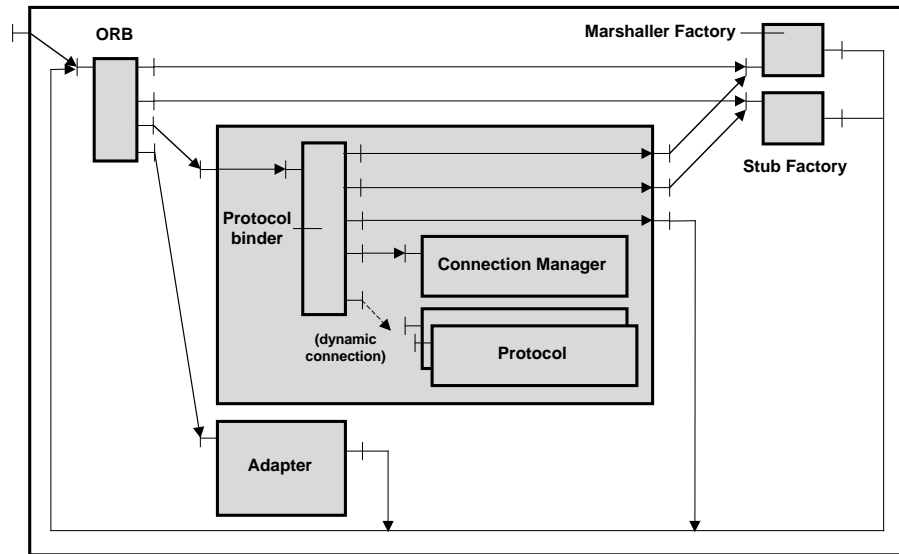 ORB
Marshaller Factory
Stub Factory
Protocol
binder
Connection Manager
(dynamic
connection)
Protocol
Adapter